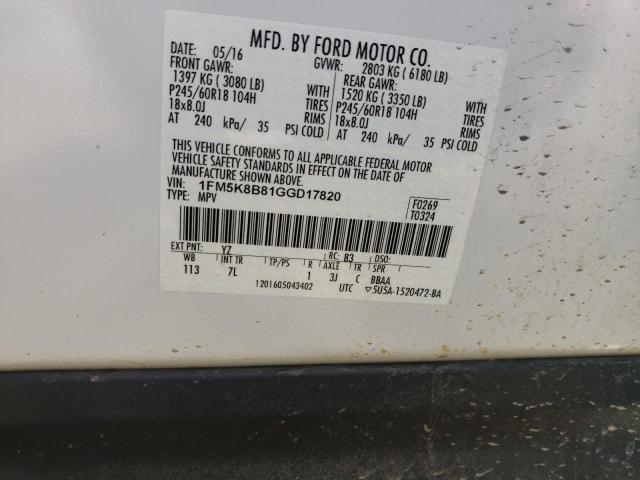 MFD. BY FORD MOTOR CO.
DATE: 05/16 GVWR: 2803 KG ( 6180 LB)
FRONT GAWR: REAR GAWR:
1397 KG ( 3080 LB) WITH 1520 KG ( 3350 LB) WITH
P245/60R18 104H TIRES P245/60R18 104H TIRES
18x8.0J RIMS 18x8.0J RIMS
AT 240 kPa/ 35 PSI COLD AT 240 kPa/ 35 PSI COLD
THIS VEHICLE CONFORMS TO ALL APPLICABLE FEDERAL MOTOR
VEHICLE SAFETY STANDARDS IN EFFECT ON THE DATE OF
MANUFACTURE SHOWN ABOVE.
VIN: 1FM5K8B81GGD17820 F0269
TYPE: MPV T0324
EXT PNT: YZ RC: B3 DSO:
WB INT TR TP/PS R AXLE TR SPR
113 7L 1 3J C BBAA
1201605043402 UTC ▽5U5A-1520472-BA